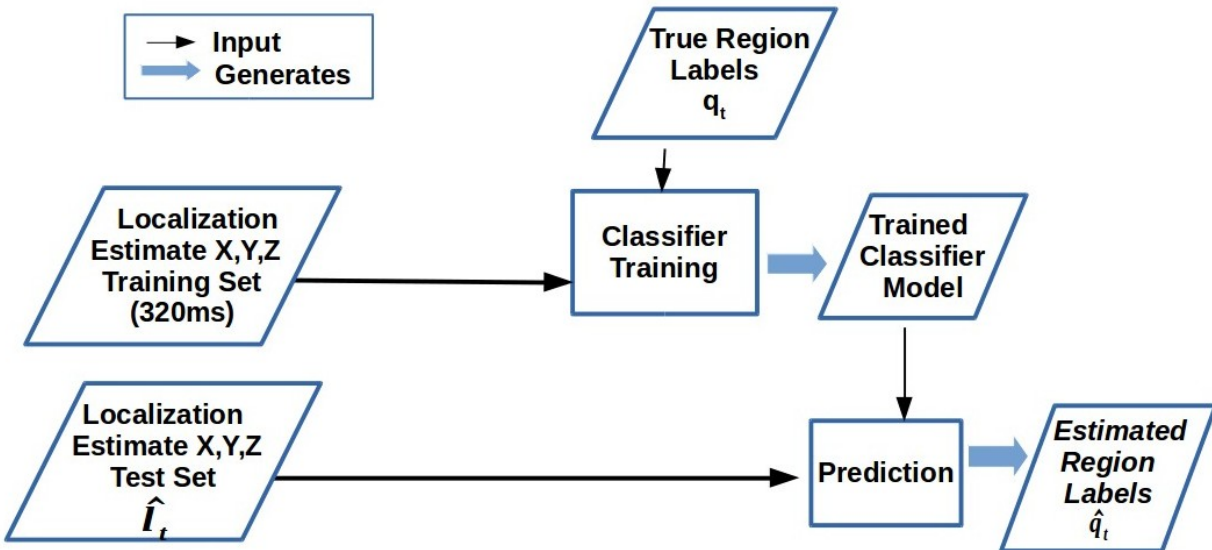 Input
Generates
True Region
Labels
qₜ
Localization
Estimate X,Y,Z
Training Set
(320ms)
Classifier
Training
Trained
Classifier
Model
Localization
Estimate X,Y,Z
Test Set
l̂ₜ
Prediction
Estimated
Region
Labels
q̂ₜ